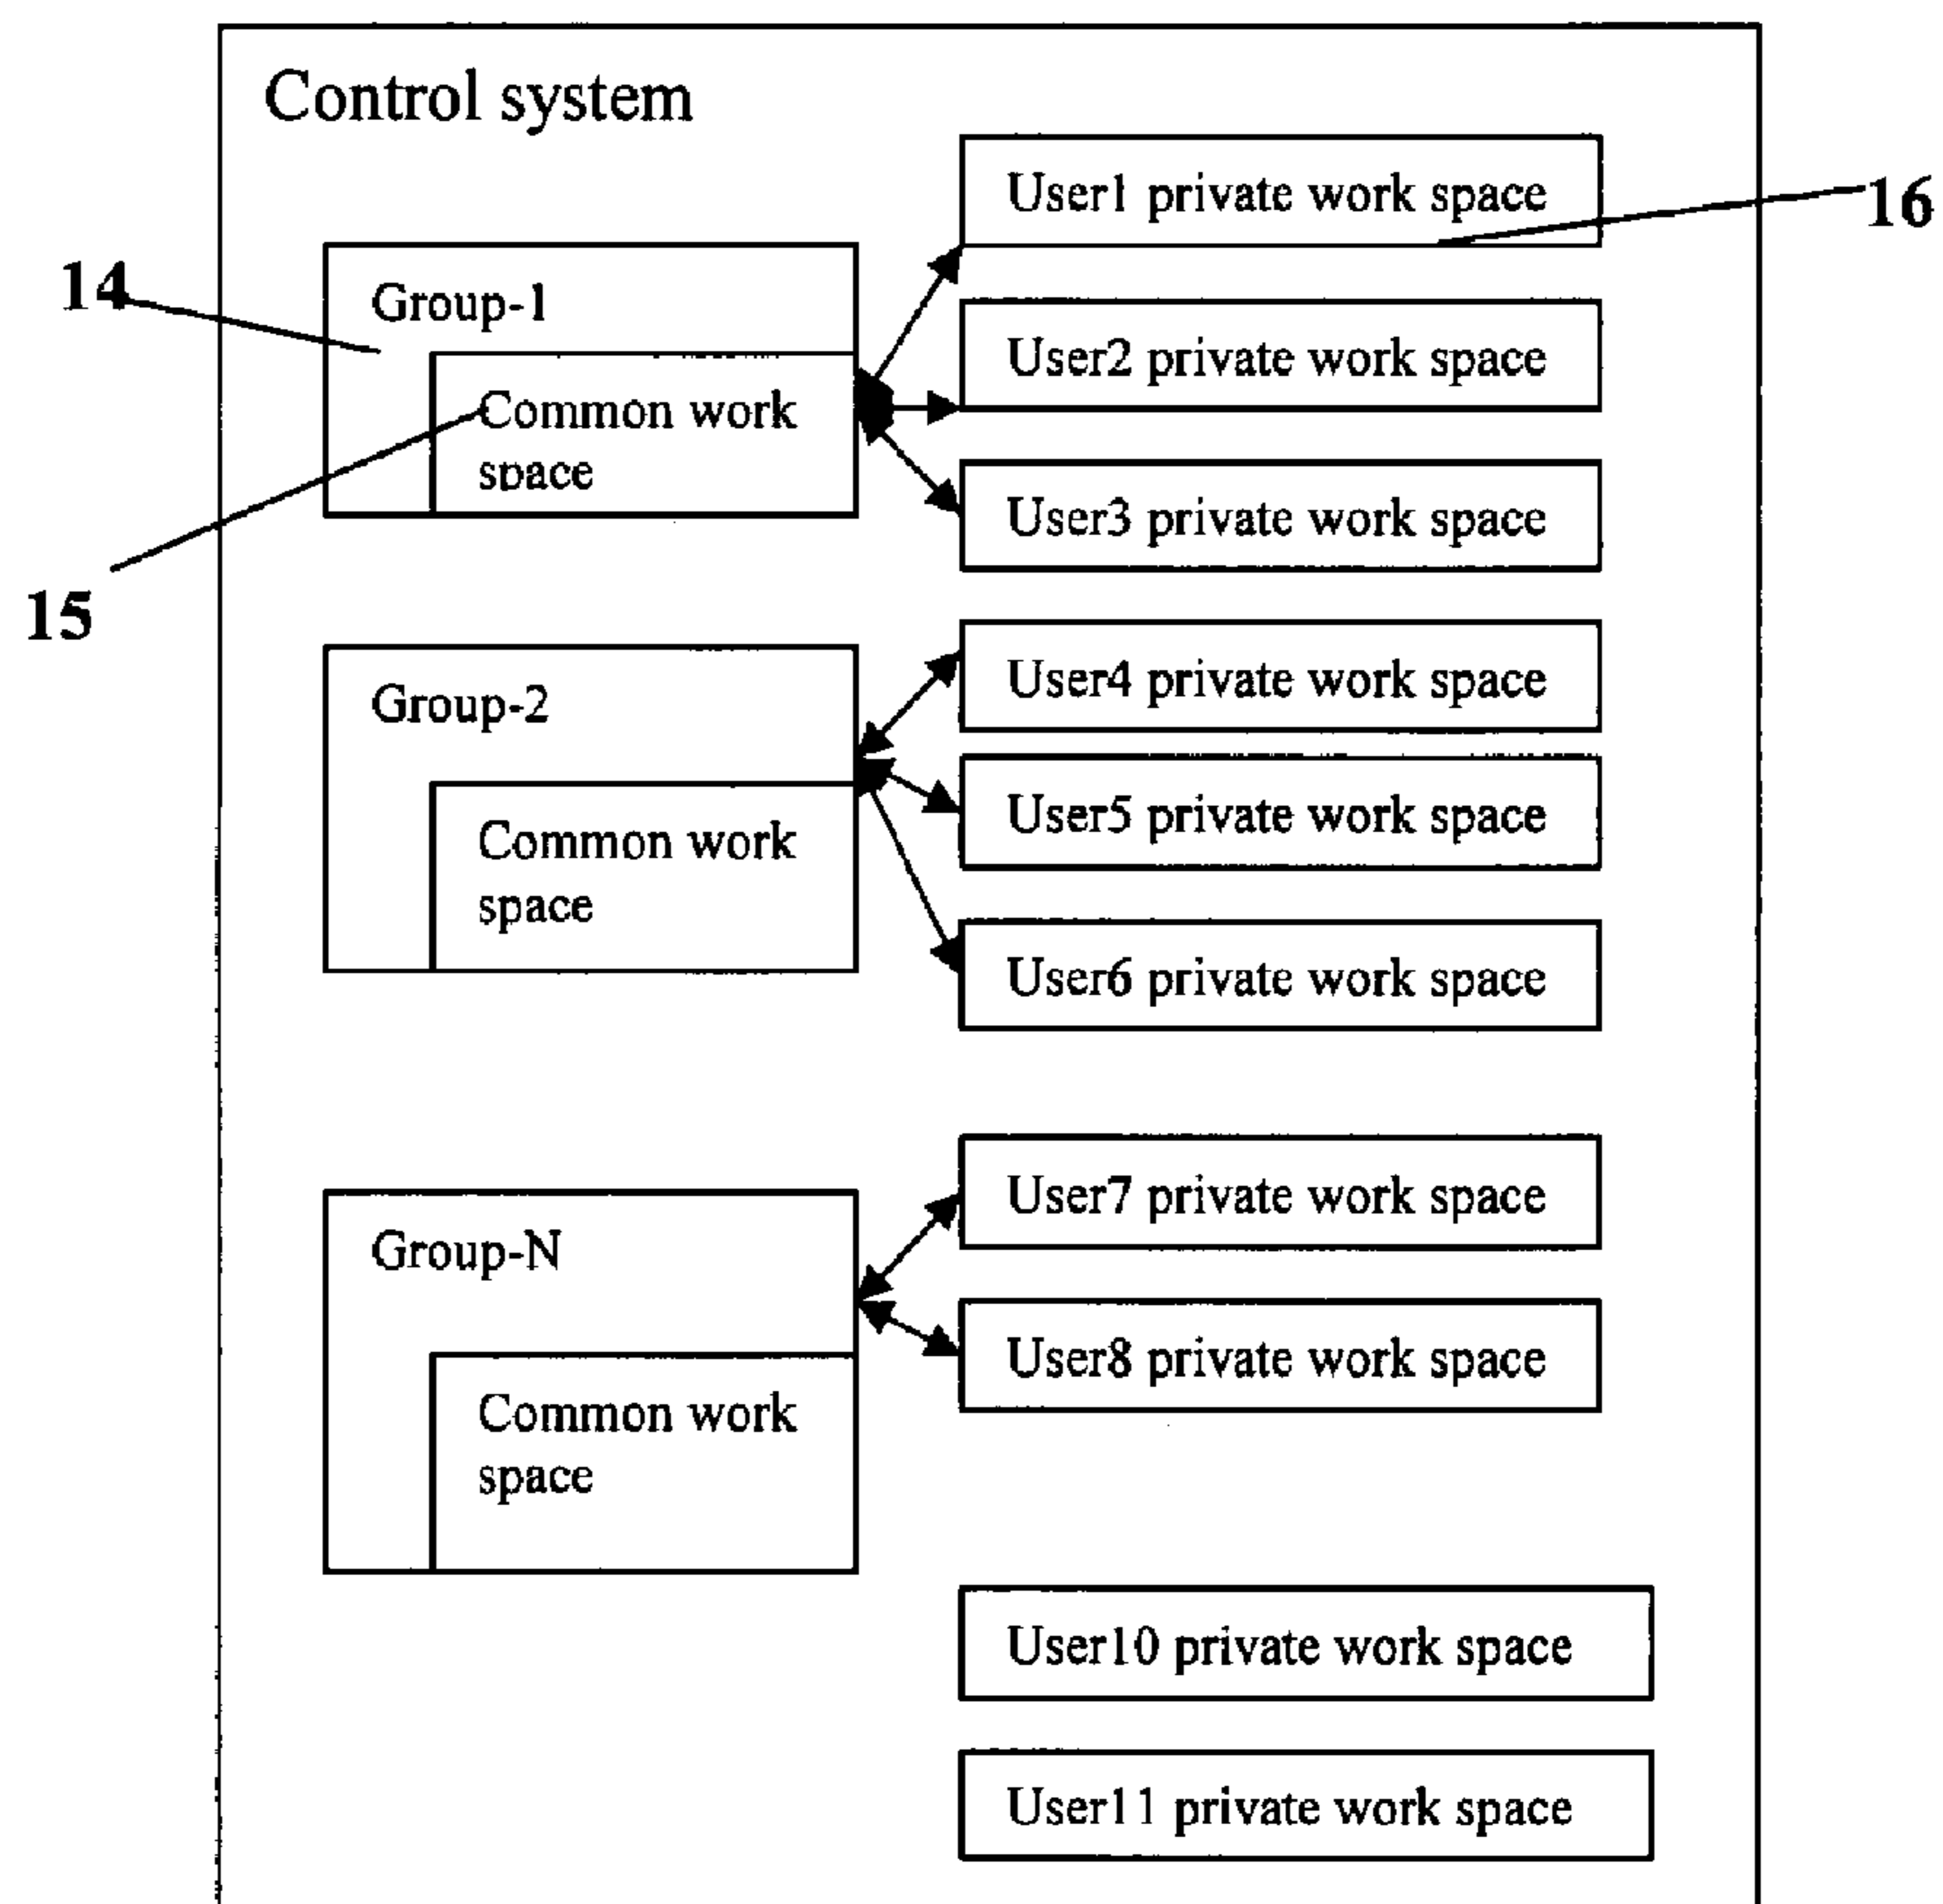 Control system
User1 private work space
16
14
Group-1
User2 private work space
Common work
space
User3 private work space
15
User4 private work space
Group-2
User5 private work space
Common work
space
User6 private work space
User7 private work space
Group-N
User8 private work space
Common work
space
User10 private work space
User11 private work space